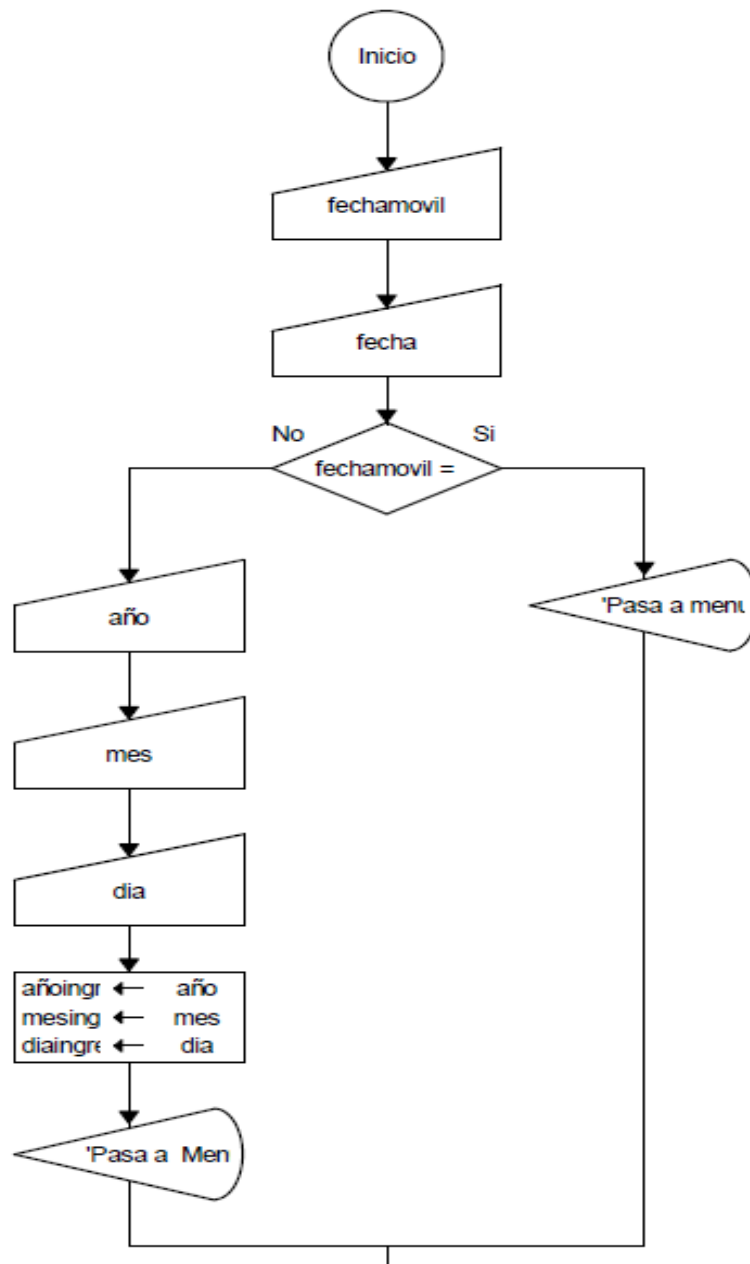 Inicio
fechamovil
fecha
No
Si
fechamovil =
año
'Pasa a menu
mes
dia
añoingr ← año
mesing ← mes
diaingre ← dia
'Pasa a Men